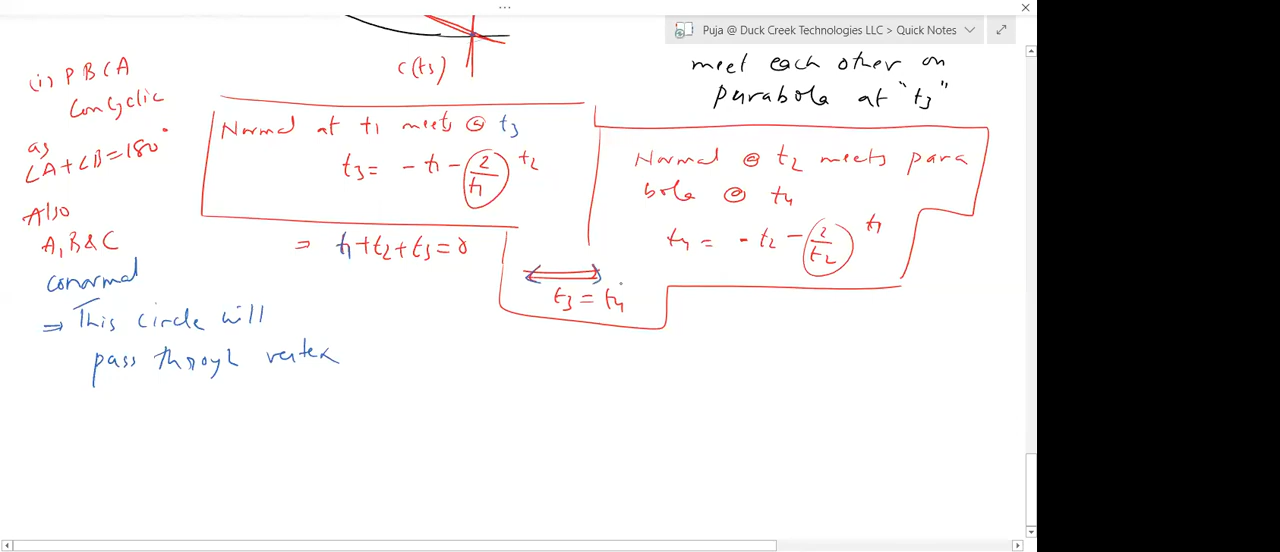 Puja @ Duck Creek Technologies LLC > Quick Notes
C(t3)
meet each other on
parabola at "t3"
(i) P B C A
Concyclic
as
∠A+∠B=180°
Also
A, B & C
conormal
⇒ This circle will
pass through vertex
Normal at t1 meets @ t3
t3 = - t1 - 2/t1 t2
⇒ t1+t2+t3=0
Normal @ t2 meets para
bola @ t4
t4 = - t2 - 2/t2 t1
t3 = t4